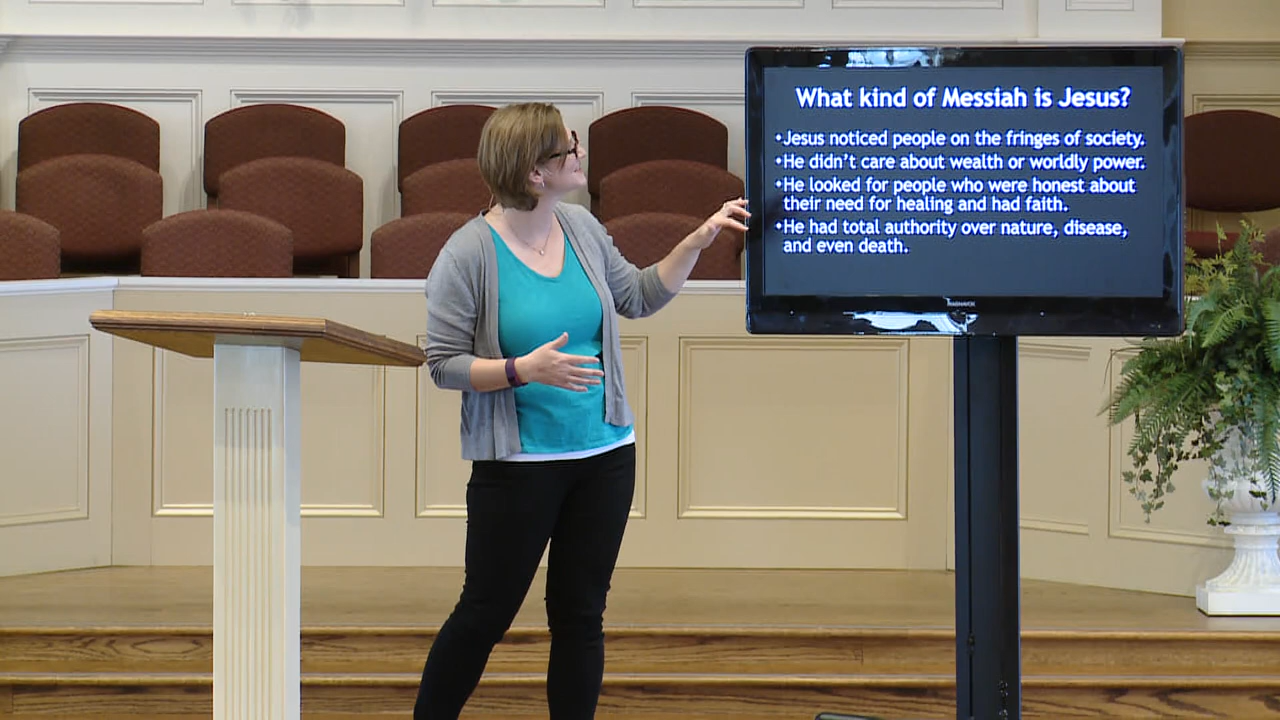 What kind of Messiah is Jesus?
•Jesus noticed people on the fringes of society.
•He didn't care about wealth or worldly power.
•He looked for people who were honest about
their need for healing and had faith.
•He had total authority over nature, disease,
and even death.
MAGNAVOX